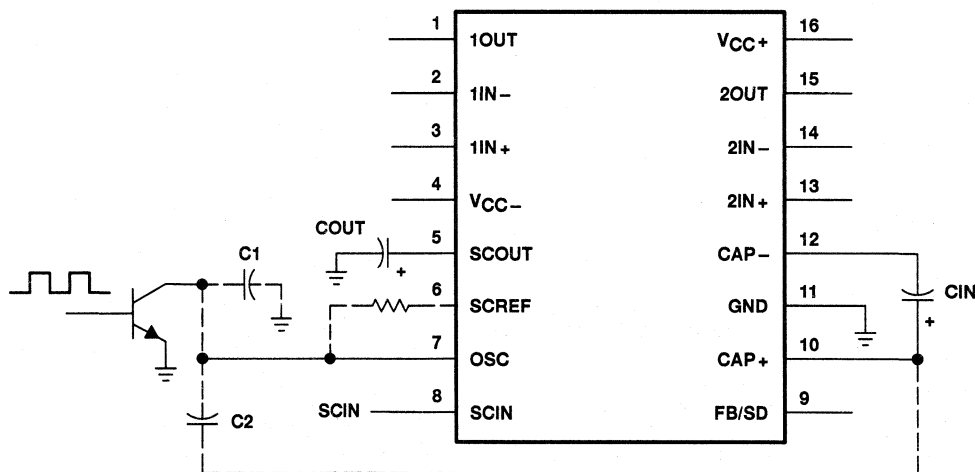 1 1OUT VCC+ 16
2 1IN− 2OUT 15
3 1IN+ 2IN− 14
4 VCC− 2IN+ 13
COUT + 5 SCOUT CAP− 12
C1 6 SCREF GND 11 CIN +
7 OSC CAP+ 10
C2 SCIN 8 SCIN FB/SD 9